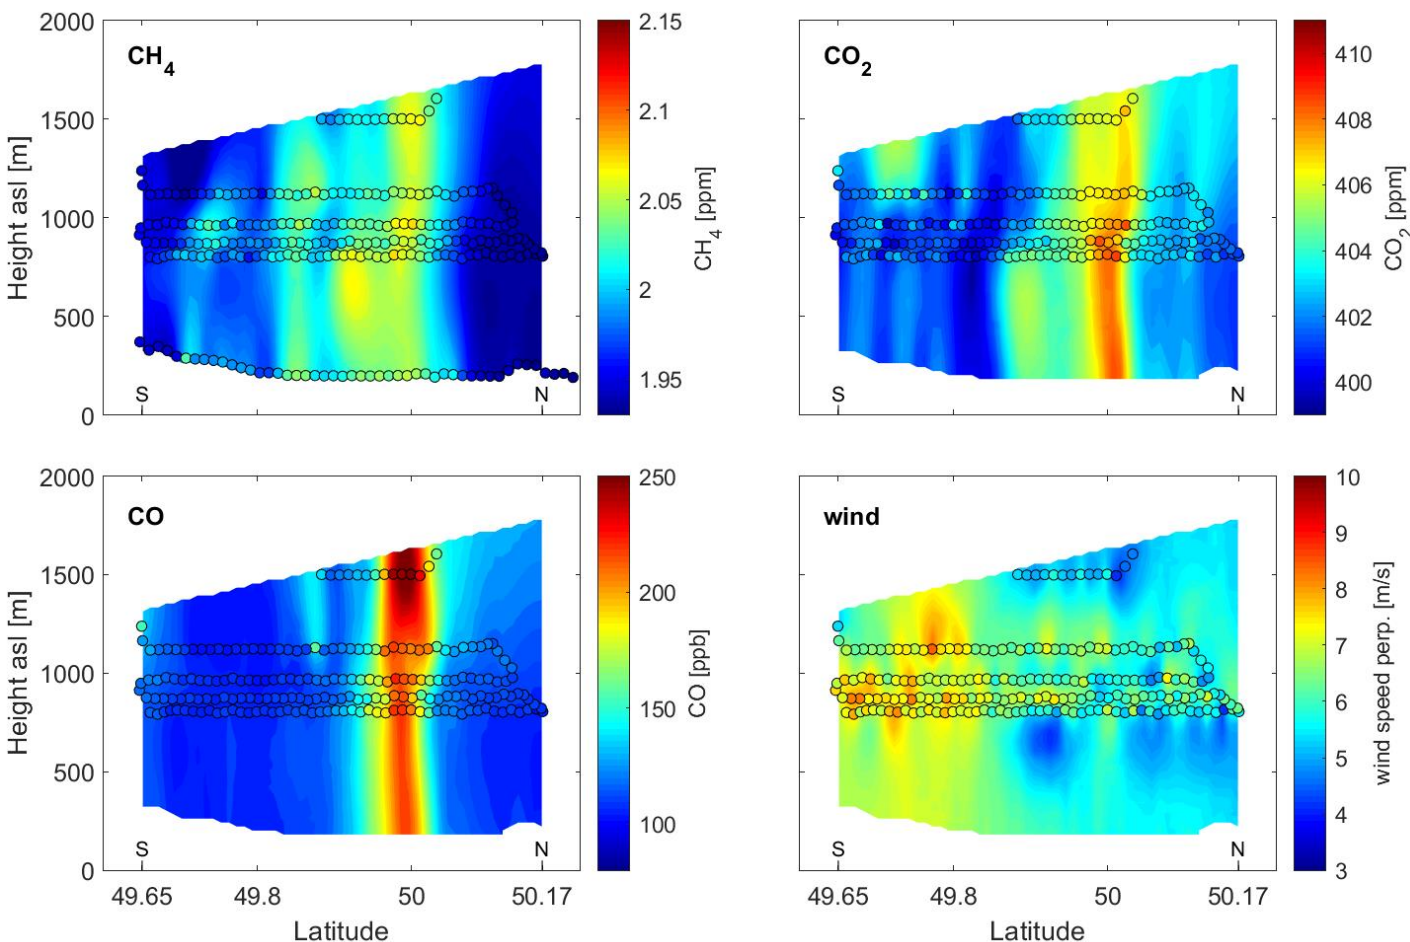 CH4
2000
1500
1000
500
0
Height asl [m]
S
N
2.15
2.1
2.05
2
1.95
CH4 [ppm]
CO2
S
N
410
408
406
404
402
400
CO2 [ppm]
CO
2000
1500
1000
500
0
Height asl [m]
S
N
49.65
49.8
50
50.17
Latitude
250
200
150
100
CO [ppb]
wind
S
N
49.65
49.8
50
50.17
Latitude
10
9
8
7
6
5
4
3
wind speed perp. [m/s]